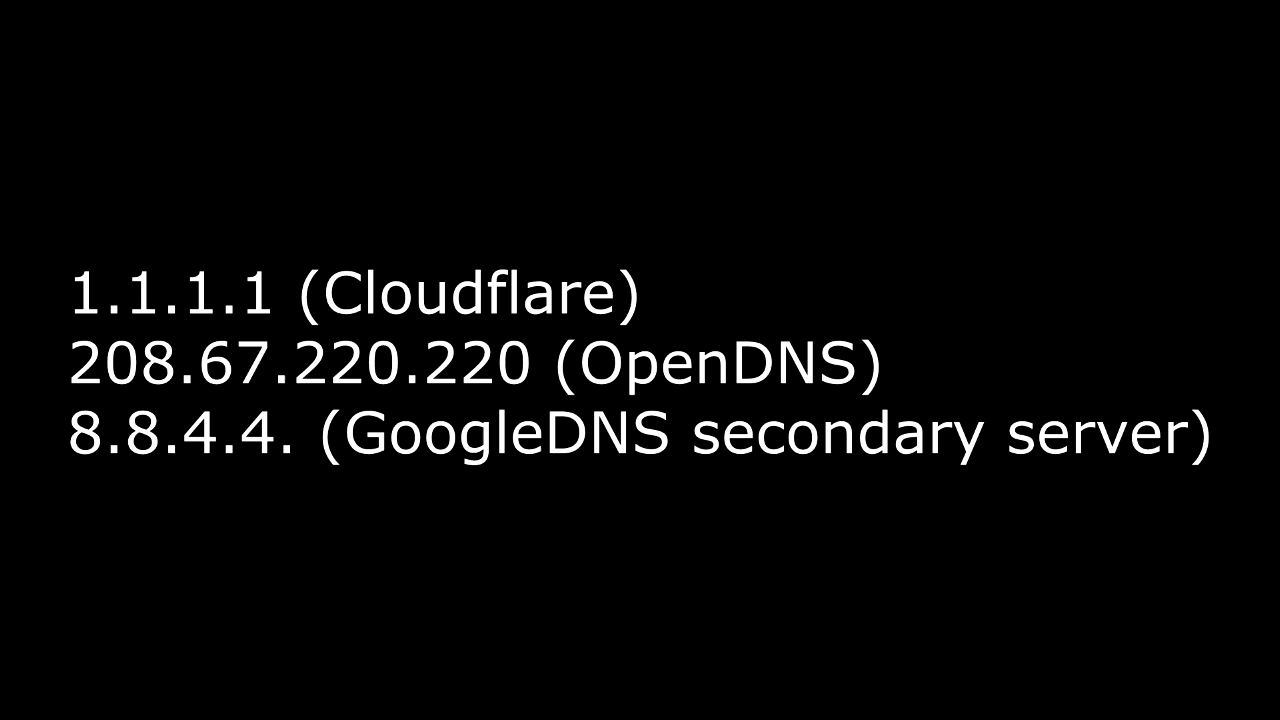 1.1.1.1 (Cloudflare)
208.67.220.220 (OpenDNS)
8.8.4.4. (GoogleDNS secondary server)